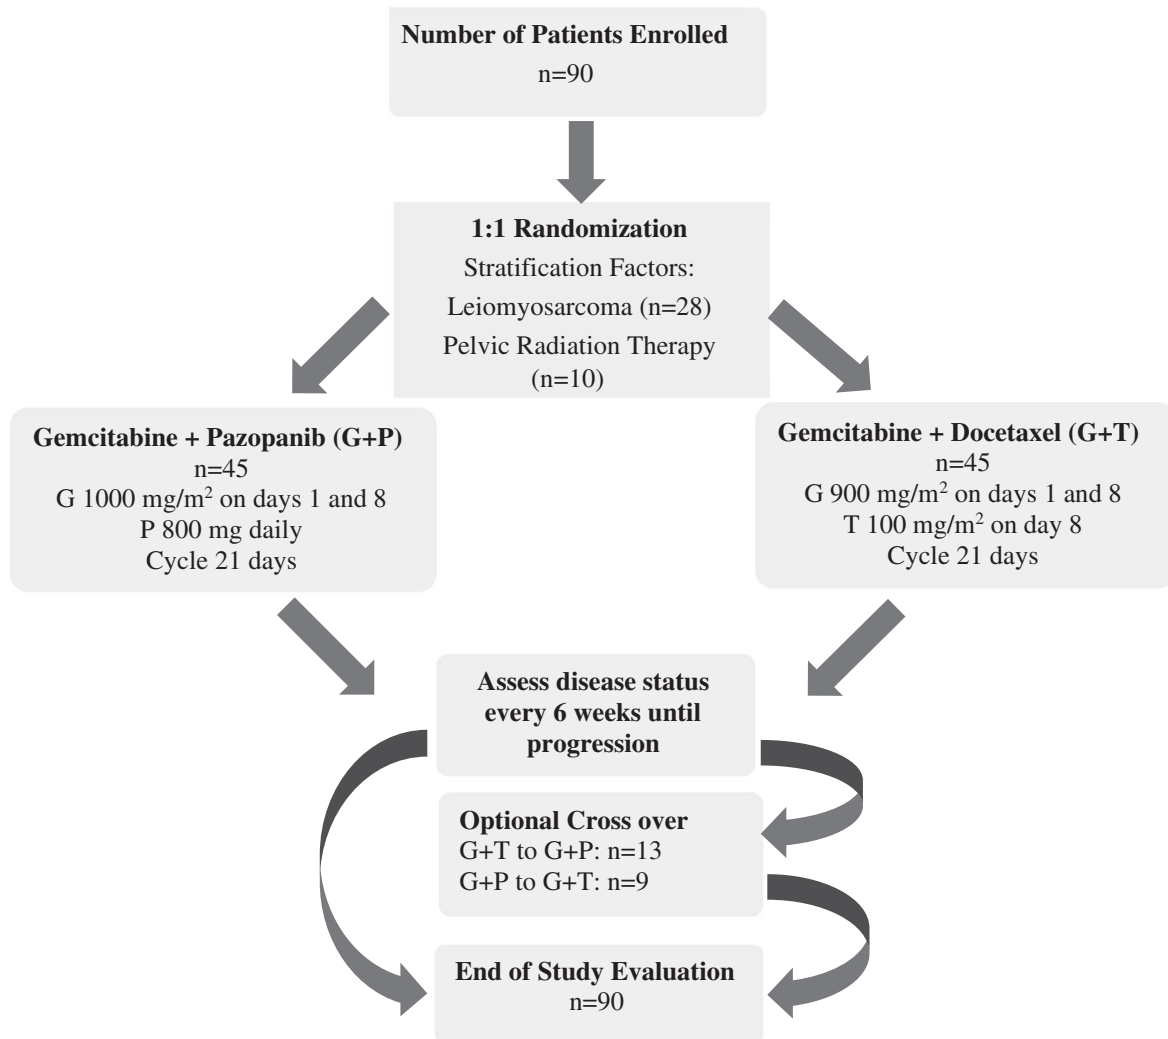 Number of Patients Enrolled
n=90
1:1 Randomization
Stratification Factors:
Leiomyosarcoma (n=28)
Pelvic Radiation Therapy
(n=10)
Gemcitabine + Pazopanib (G+P)
n=45
G 1000 mg/m² on days 1 and 8
P 800 mg daily
Cycle 21 days
Gemcitabine + Docetaxel (G+T)
n=45
G 900 mg/m² on days 1 and 8
T 100 mg/m² on day 8
Cycle 21 days
Assess disease status
every 6 weeks until
progression
Optional Cross over
G+T to G+P: n=13
G+P to G+T: n=9
End of Study Evaluation
n=90